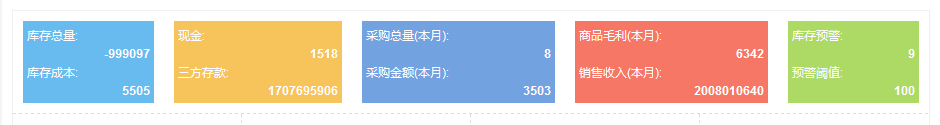 库存总量:
-999097
库存成本:
5505
现金:
1518
三方存款:
1707695906
采购总量(本月):
8
采购金额(本月):
3503
商品毛利(本月):
6342
销售收入(本月):
2008010640
库存预警:
9
预警阈值:
100